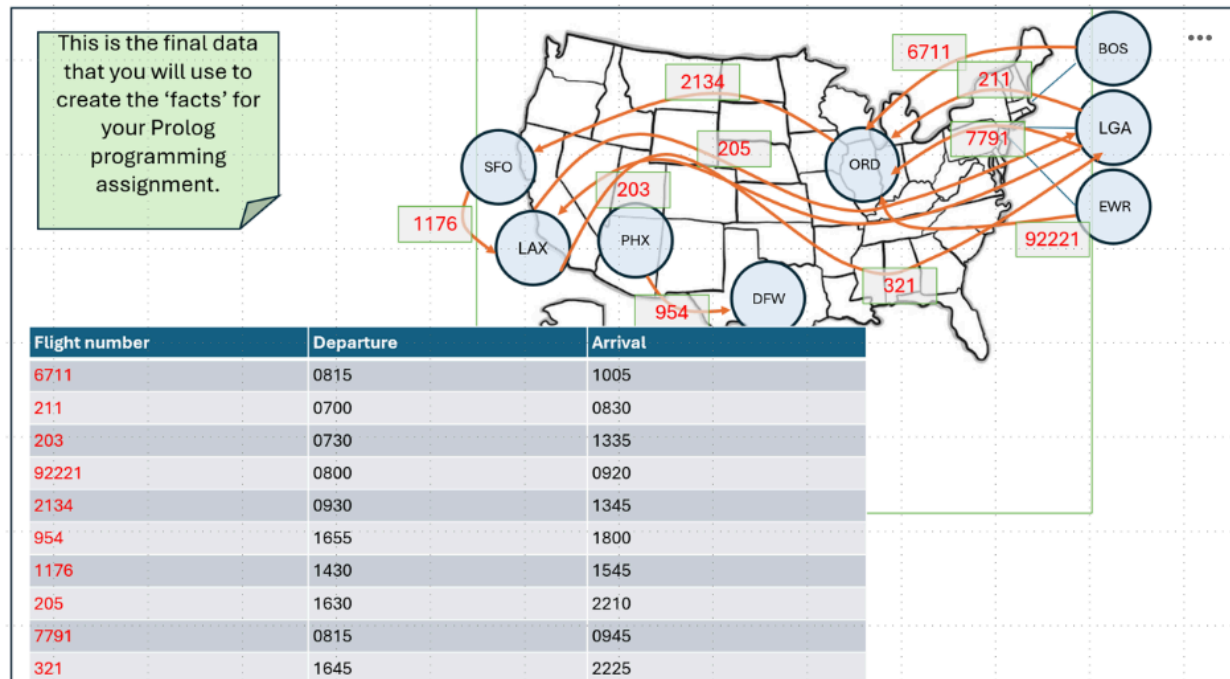 This is the final data
that you will use to
create the ‘facts’ for
your Prolog
programming
assignment.
6711
BOS
2134
211
205
7791
LGA
SFO
ORD
203
1176
LAX
PHX
EWR
92221
321
DFW
954
Flight number Departure Arrival
6711 0815 1005
211 0700 0830
203 0730 1335
92221 0800 0920
2134 0930 1345
954 1655 1800
1176 1430 1545
205 1630 2210
7791 0815 0945
321 1645 2225